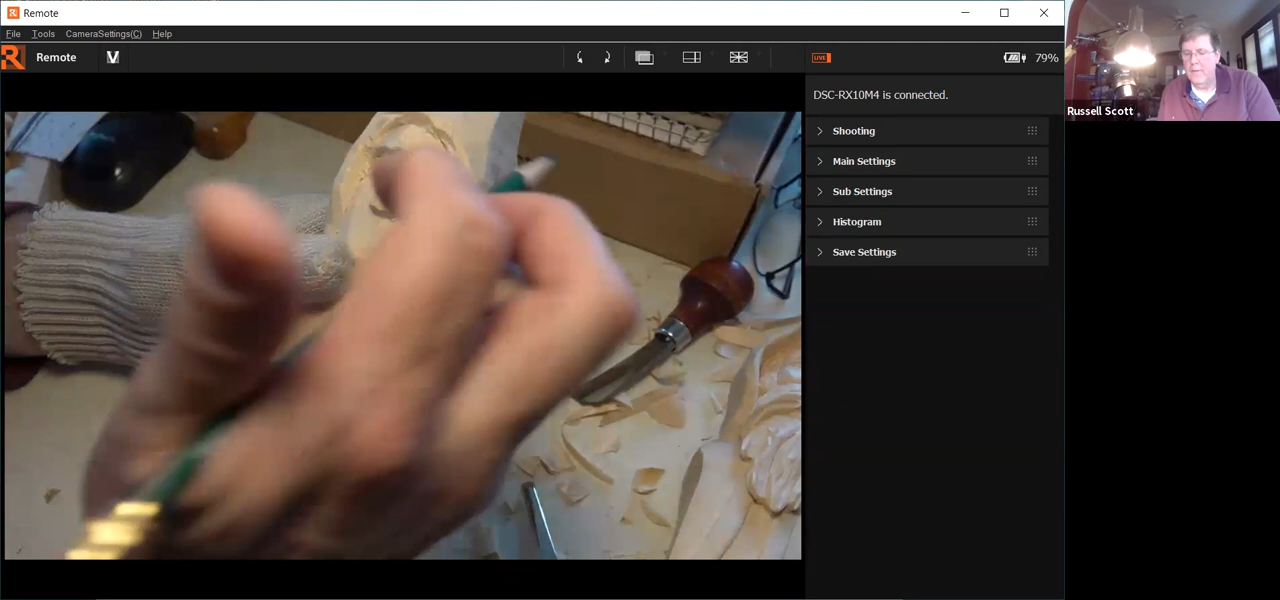 Remote
File Tools CameraSettings(C) Help
Remote
LIVE
79%
DSC-RX10M4 is connected.
Shooting
Main Settings
Sub Settings
Histogram
Save Settings
Russell Scott